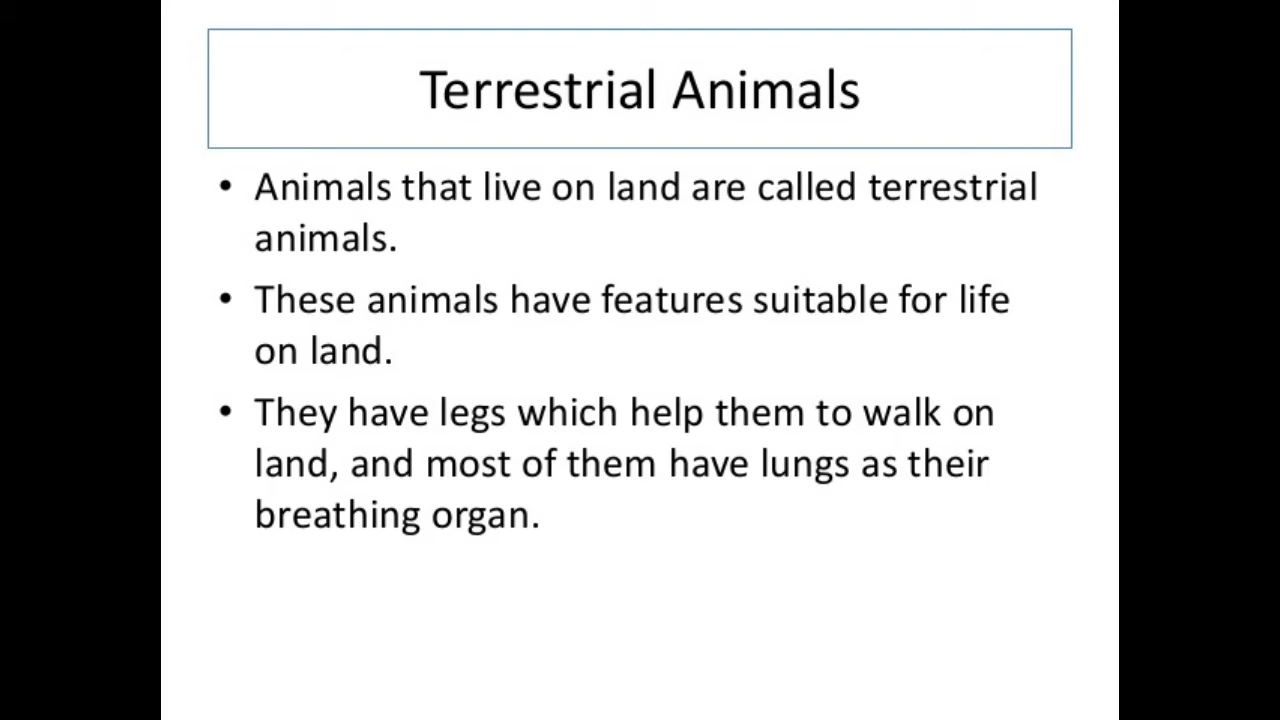 Terrestrial Animals
• Animals that live on land are called terrestrial
animals.
• These animals have features suitable for life
on land.
• They have legs which help them to walk on
land, and most of them have lungs as their
breathing organ.